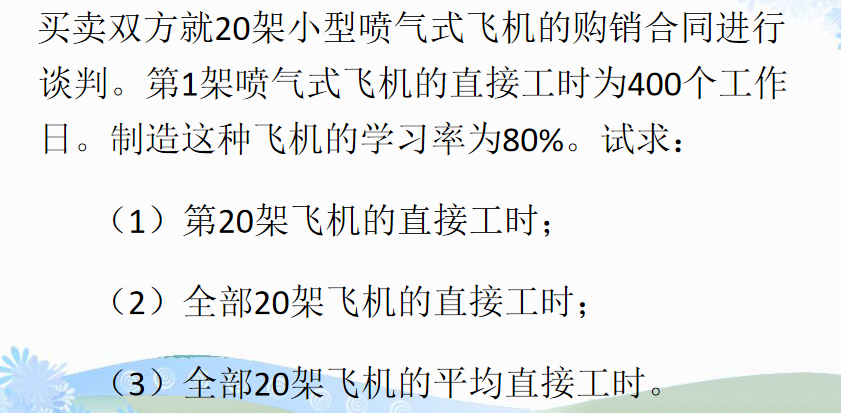 买卖双方就20架小型喷气式飞机的购销合同进行
谈判。第1架喷气式飞机的直接工时为400个工作
日。制造这种飞机的学习率为80%。试求：
（1）第20架飞机的直接工时；
（2）全部20架飞机的直接工时；
（3）全部20架飞机的平均直接工时。